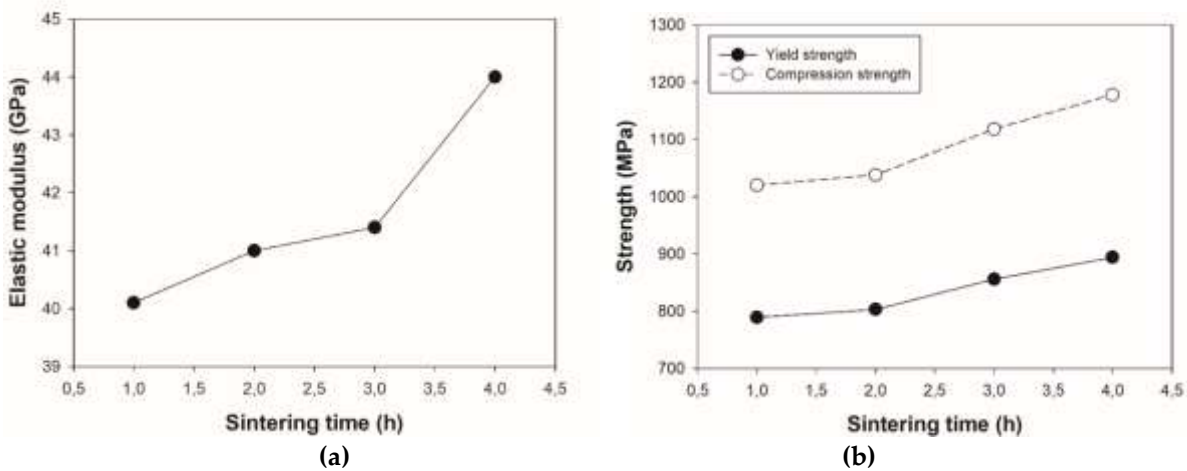 45
44
43
42
41
40
39
Elastic modulus (GPa)
0,5 1,0 1,5 2,0 2,5 3,0 3,5 4,0 4,5
Sintering time (h)
(a)
1300
1200
1100
1000
900
800
700
Strength (MPa)
Yield strength
Compression strength
0,5 1,0 1,5 2,0 2,5 3,0 3,5 4,0 4,5
Sintering time (h)
(b)